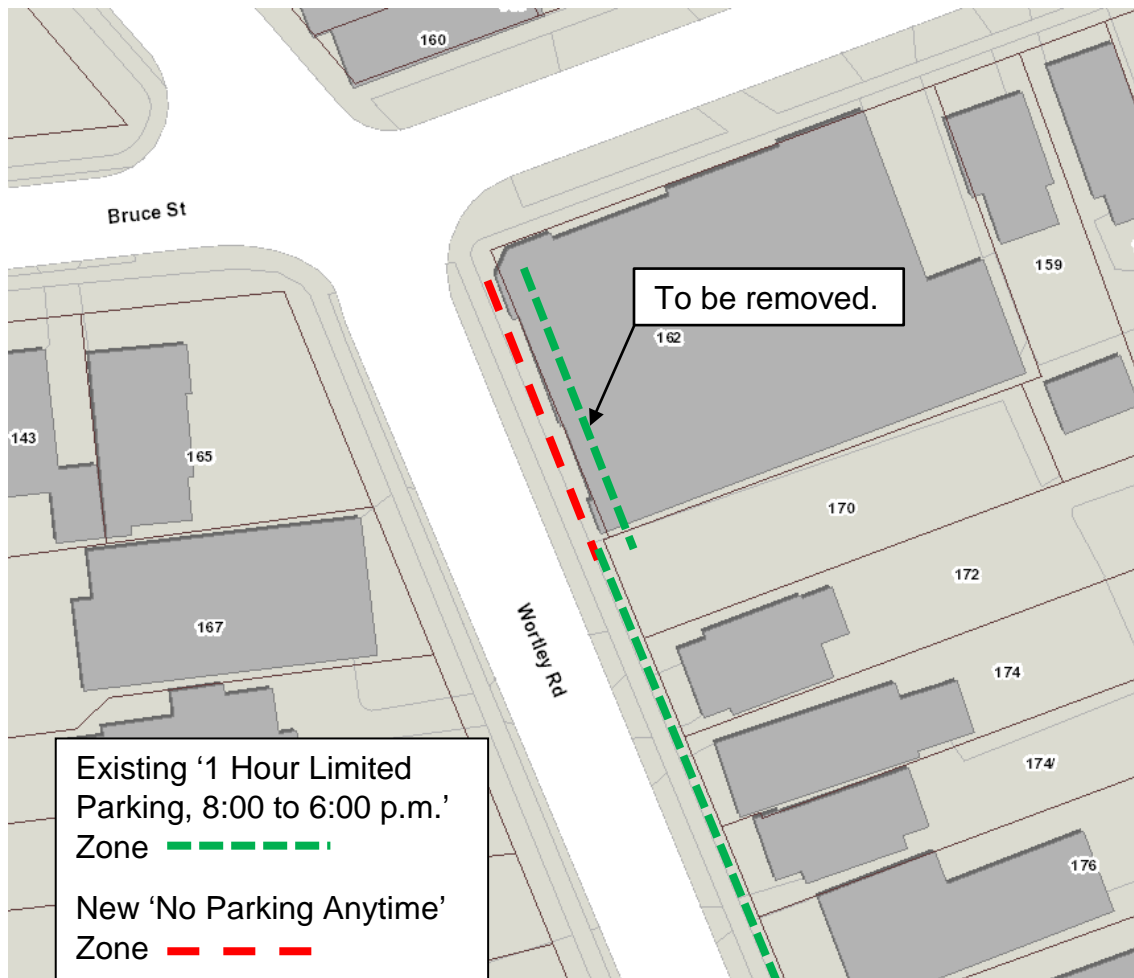 160
Bruce St
159
To be removed.
162
143
165
170
172
167
Wortley Rd
174
174/
176
Existing ‘1 Hour Limited
Parking, 8:00 to 6:00 p.m.’
Zone
New ‘No Parking Anytime’
Zone